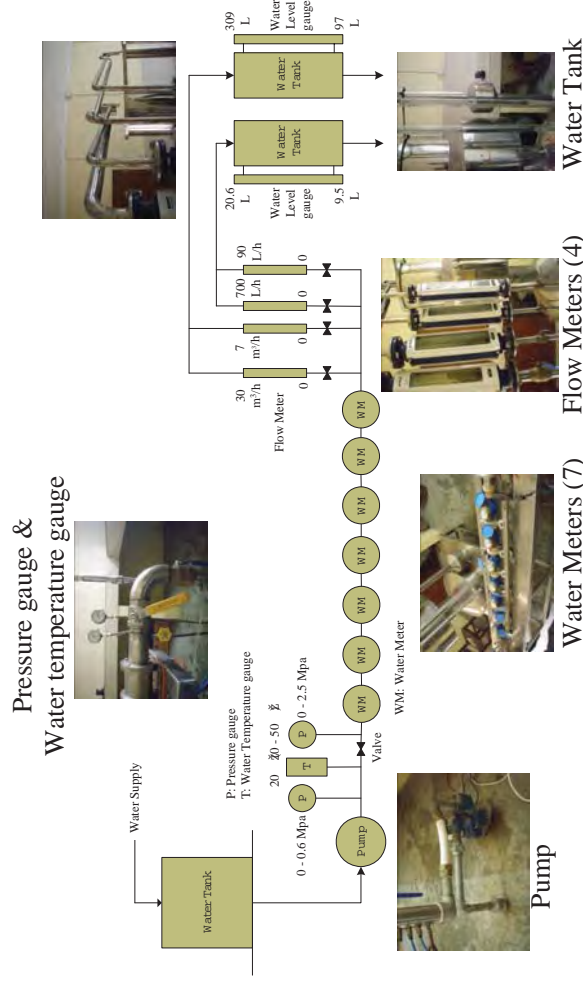 Pressure gauge &
Water temperature gauge
Water Supply
Water Tank
P: Pressure gauge
T: Water Temperature gauge
0 - 0.6 Mpa
P
T
P
0 - 2.5 Mpa
Pump
Valve
WM
WM
WM
WM
WM
WM
WM
WM: Water Meter
Flow Meter
30
m³/h
0
7
m³/h
0
700
L/h
0
90
L/h
0
20.6
L
Water
Level
gauge
9.5
L
Water
Tank
Water
Tank
309
L
Water
Level
gauge
97
L
Pump
Water Meters (7)
Flow Meters (4)
Water Tank